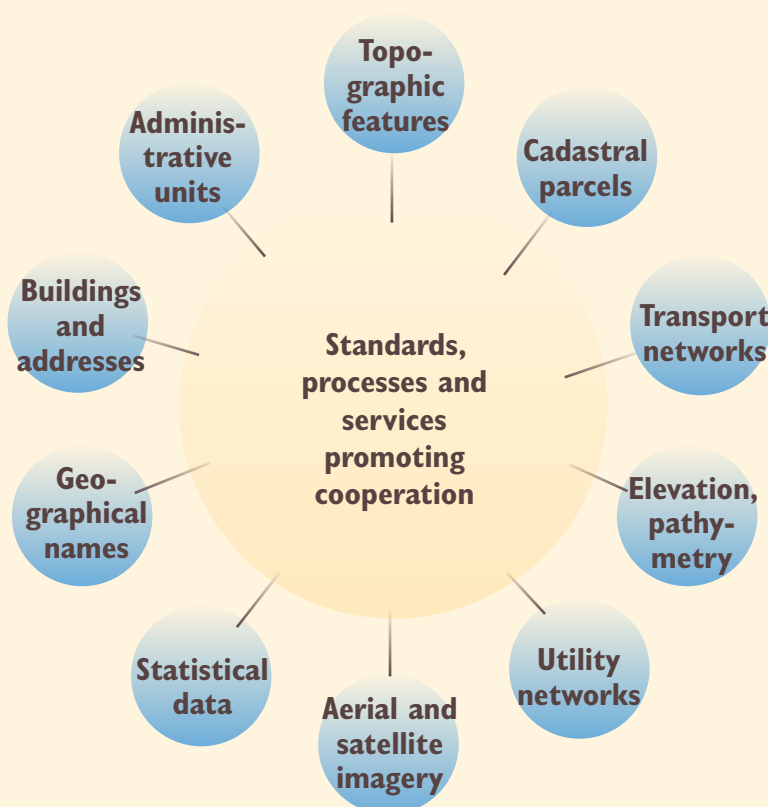 Topo-
graphic
features
Cadastral
parcels
Transport
networks
Elevation,
pathy-
metry
Utility
networks
Aerial and
satellite
imagery
Statistical
data
Geo-
graphical
names
Buildings
and
addresses
Adminis-
trative
units
Standards,
processes and
services
promoting
cooperation